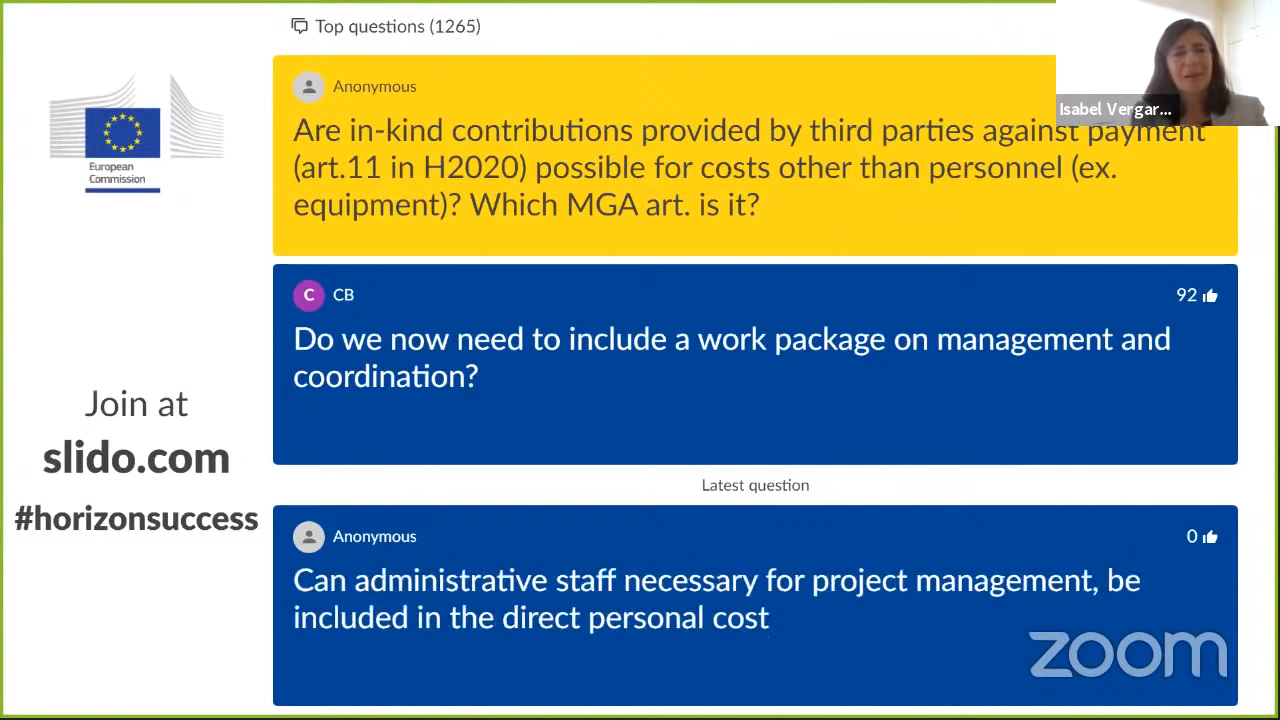 Top questions (1265)
Isabel Vergar...
Anonymous
Are in-kind contributions provided by third parties against payment
(art.11 in H2020) possible for costs other than personnel (ex.
equipment)? Which MGA art. is it?
European
Commission
C CB
92
Do we now need to include a work package on management and
coordination?
Join at
slido.com
#horizonsuccess
Latest question
Anonymous
0
Can administrative staff necessary for project management, be
included in the direct personal cost
zoom